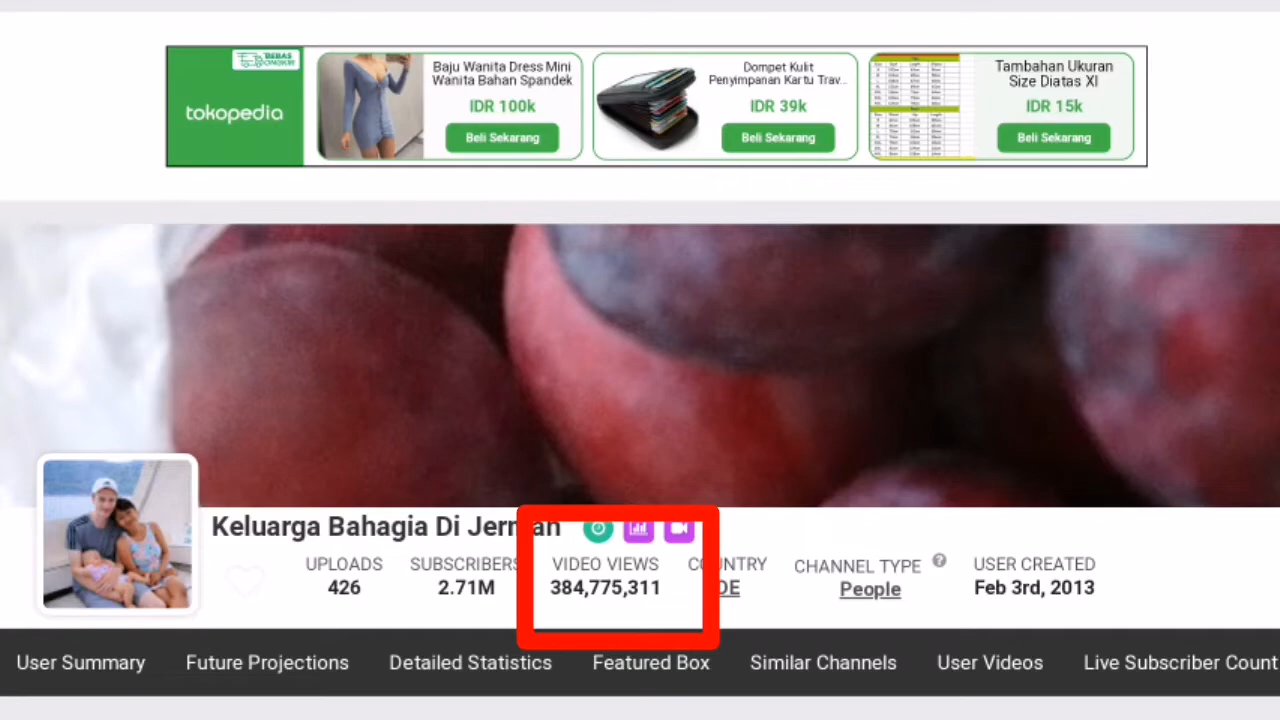 BEBAS
ONGKIR
tokopedia
Baju Wanita Dress Mini
Wanita Bahan Spandek
IDR 100k
Beli Sekarang
Dompet Kulit
Penyimpanan Kartu Trav...
IDR 39k
Beli Sekarang
Tambahan Ukuran
Size Diatas Xl
IDR 15k
Beli Sekarang
Keluarga Bahagia Di Jerman
UPLOADS
426
SUBSCRIBERS
2.71M
VIDEO VIEWS
384,775,311
COUNTRY
DE
CHANNEL TYPE ?
People
USER CREATED
Feb 3rd, 2013
User Summary Future Projections Detailed Statistics Featured Box Similar Channels User Videos Live Subscriber Count